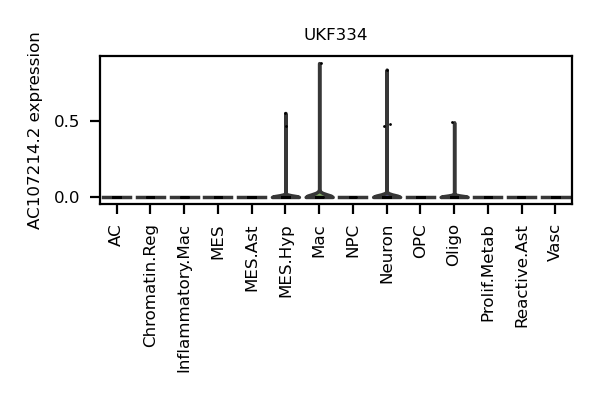 UKF334
AC107214.2 expression
0.5
0.0
AC
Chromatin.Reg
Inflammatory.Mac
MES
MES.Ast
MES.Hyp
Mac
NPC
Neuron
OPC
Oligo
Prolif.Metab
Reactive.Ast
Vasc